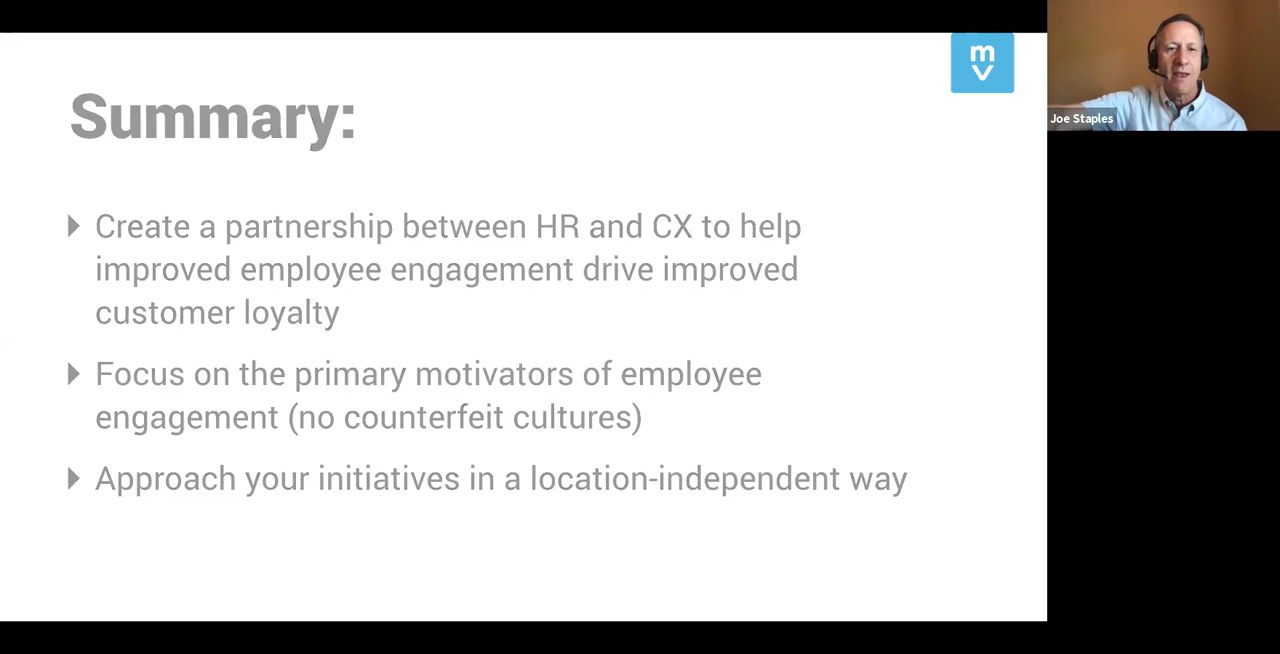 m
v
Summary:
Create a partnership between HR and CX to help
improved employee engagement drive improved
customer loyalty
Focus on the primary motivators of employee
engagement (no counterfeit cultures)
Approach your initiatives in a location-independent way
Joe Staples